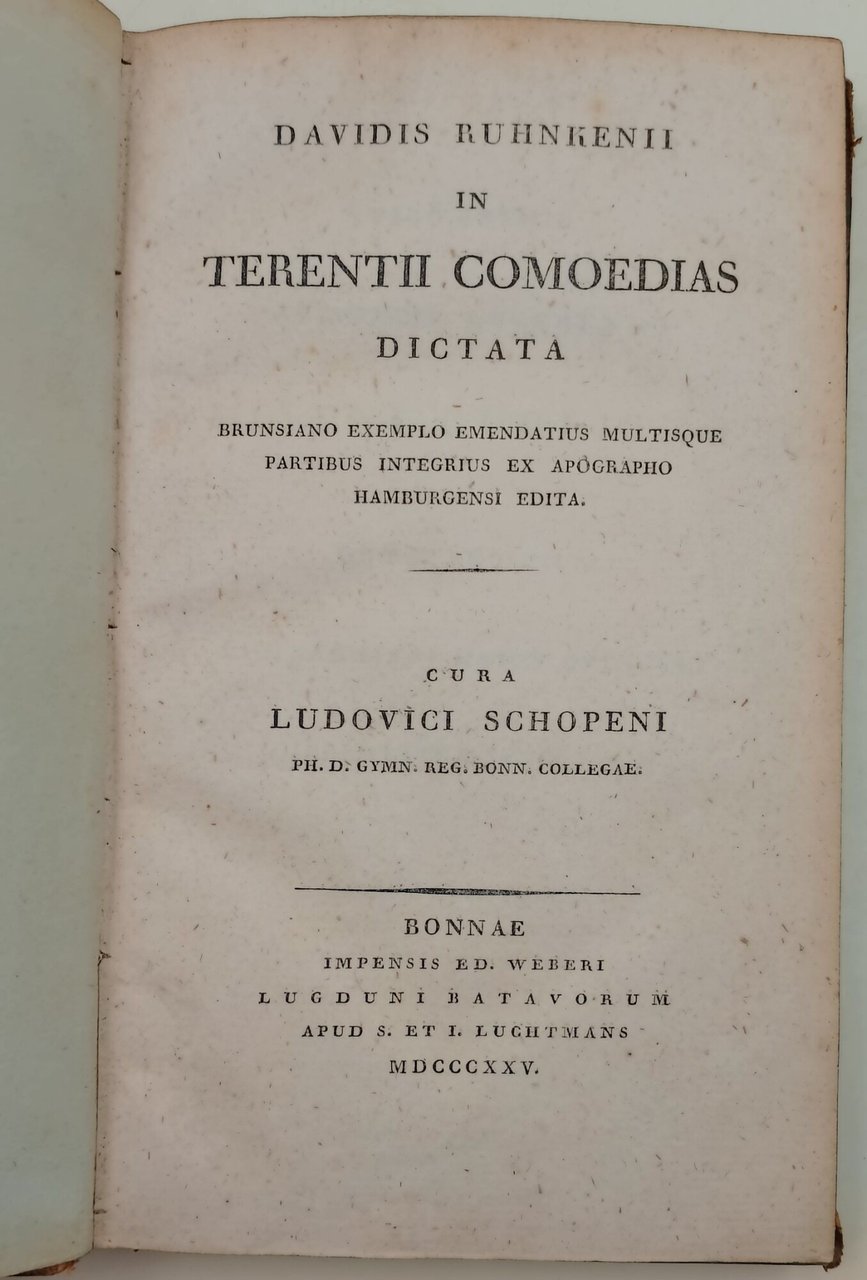 DAVIDIS RUHNKENII
IN
TERENTII COMOEDIAS
DICTATA
BRUNSIANO EXEMPLO EMENDATIUS MULTISQUE
PARTIBUS INTEGRIUS EX APOGRAPHO
HAMBURGENSI EDITA.
CURA
LUDOVICI SCHOPENI
PH. D. GYMN. REG. BONN. COLLEGAE.
BONNAE
IMPENSIS ED. WEBERI
LUGDUNI BATAVORUM
APUD S. ET I. LUCHTMANS
MDCCCXXV.